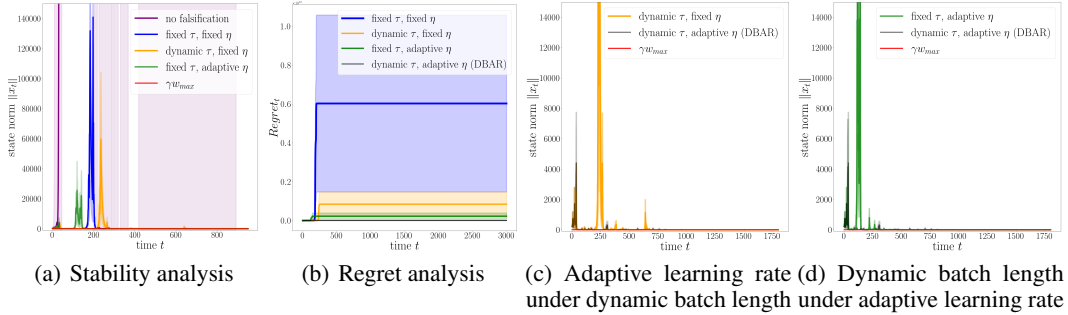 no falsification
fixed τ, fixed η
dynamic τ, fixed η
fixed τ, adaptive η
γw_max
state norm ||x_t||
140000
120000
100000
80000
60000
40000
20000
0
0 200 400 600 800
time t
(a) Stability analysis
fixed τ, fixed η
dynamic τ, fixed η
fixed τ, adaptive η
dynamic τ, adaptive η (DBAR)
Regret_t
1.0
0.8
0.6
0.4
0.2
0.0
0 500 1000 1500 2000 2500 3000
time t
(b) Regret analysis
dynamic τ, fixed η
dynamic τ, adaptive η (DBAR)
γw_max
state norm ||x_t||
14000
12000
10000
8000
6000
4000
2000
0
0 250 500 750 1000 1250 1500 1750
time t
(c) Adaptive learning rate
under dynamic batch length
fixed τ, adaptive η
dynamic τ, adaptive η (DBAR)
γw_max
state norm ||x_t||
14000
12000
10000
8000
6000
4000
2000
0
0 250 500 750 1000 1250 1500 1750
time t
(d) Dynamic batch length
under adaptive learning rate